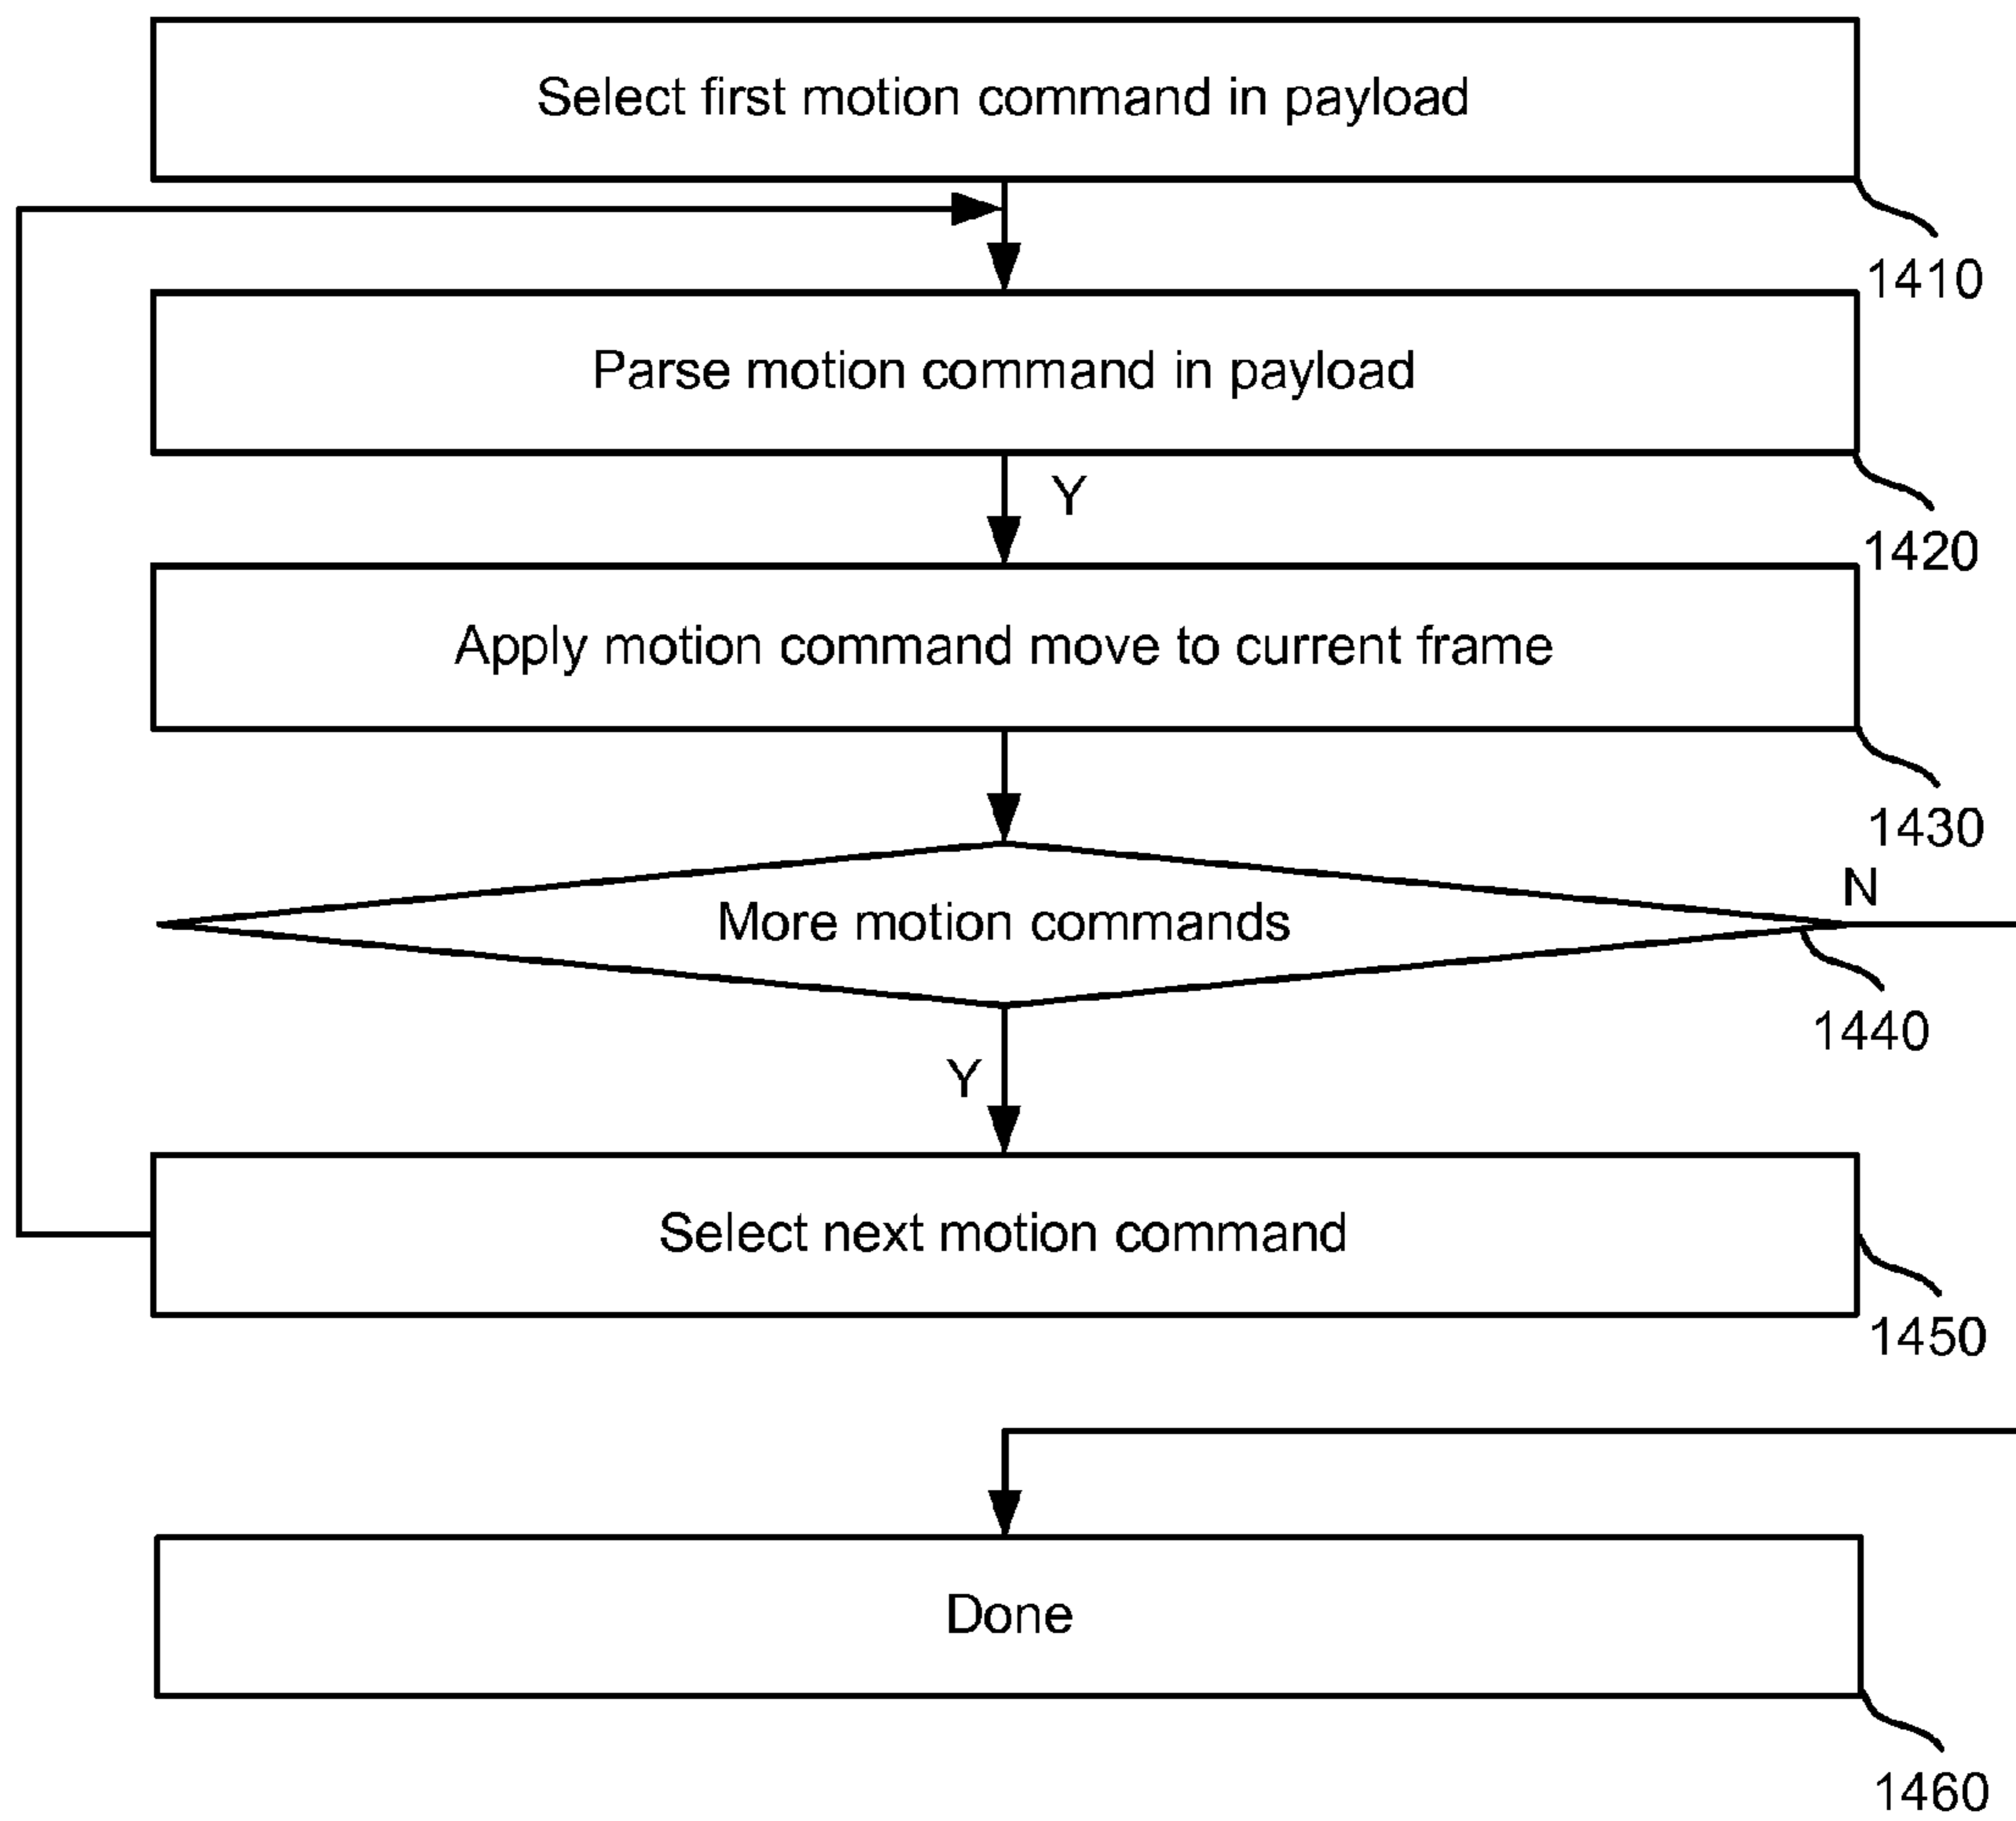 Select first motion command in payload
1410
Parse motion command in payload
1420
Y
Apply motion command move to current frame
1430
N
More motion commands
1440
Y
Select next motion command
1450
Done
1460